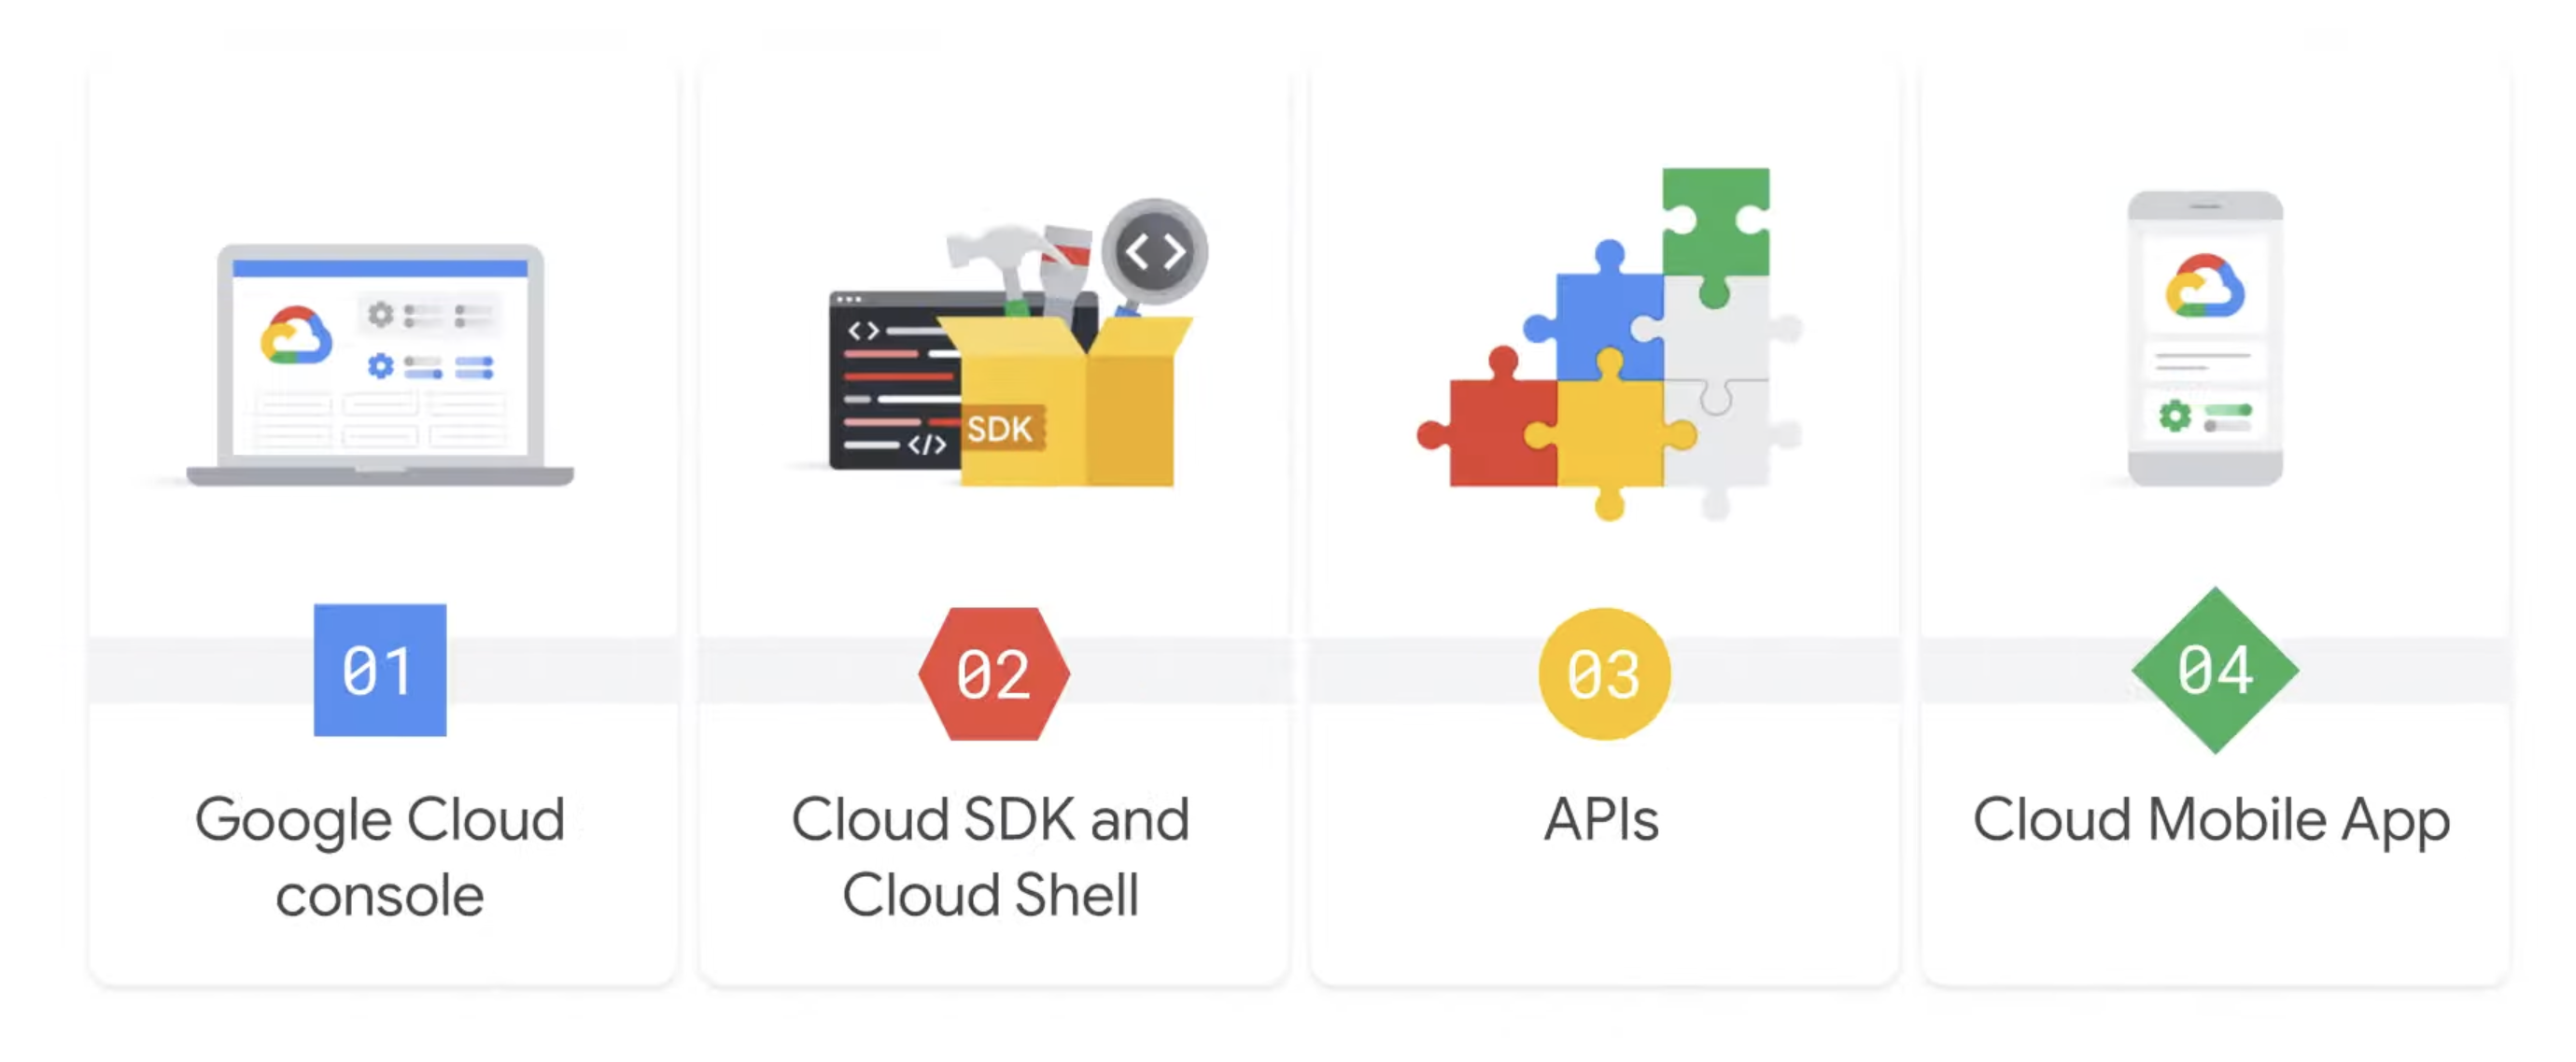 < >
< >
</>
SDK
01
Google Cloud
console
02
Cloud SDK and
Cloud Shell
03
APIs
04
Cloud Mobile App